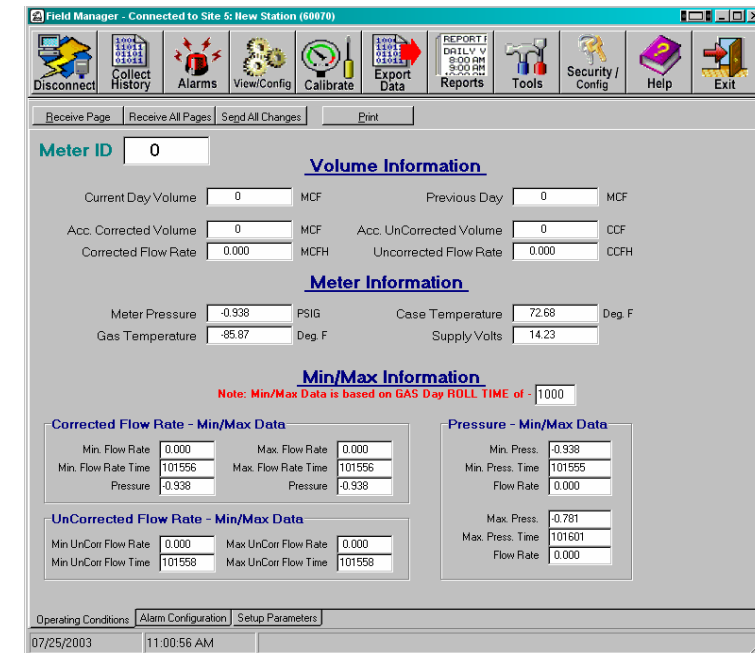 Field Manager - Connected to Site 5: New Station (60070)
Disconnect Collect History Alarms View/Config Calibrate Export Data Reports Tools Security / Config Help Exit
Receive Page Receive All Pages Send All Changes Print
Meter ID 0
Volume Information
Current Day Volume 0 MCF Previous Day 0 MCF
Acc. Corrected Volume 0 MCF Acc. UnCorrected Volume 0 CCF
Corrected Flow Rate 0.000 MCFH Uncorrected Flow Rate 0.000 CCFH
Meter Information
Meter Pressure -0.938 PSIG Case Temperature 72.68 Deg. F
Gas Temperature -85.87 Deg. F Supply Volts 14.23
Min/Max Information
Note: Min/Max Data is based on GAS Day ROLL TIME of - 1000
Corrected Flow Rate - Min/Max Data
Min. Flow Rate 0.000 Max. Flow Rate 0.000
Min. Flow Rate Time 101556 Max. Flow Rate Time 101556
Pressure -0.938 Pressure -0.938
UnCorrected Flow Rate - Min/Max Data
Min UnCorr Flow Rate 0.000 Max UnCorr Flow Rate 0.000
Min UnCorr Flow Time 101558 Max UnCorr Flow Time 101558
Pressure - Min/Max Data
Min. Press. -0.938
Min. Press. Time 101555
Flow Rate 0.000
Max. Press. -0.781
Max. Press. Time 101601
Flow Rate 0.000
Operating Conditions Alarm Configuration Setup Parameters
07/25/2003 11:00:56 AM